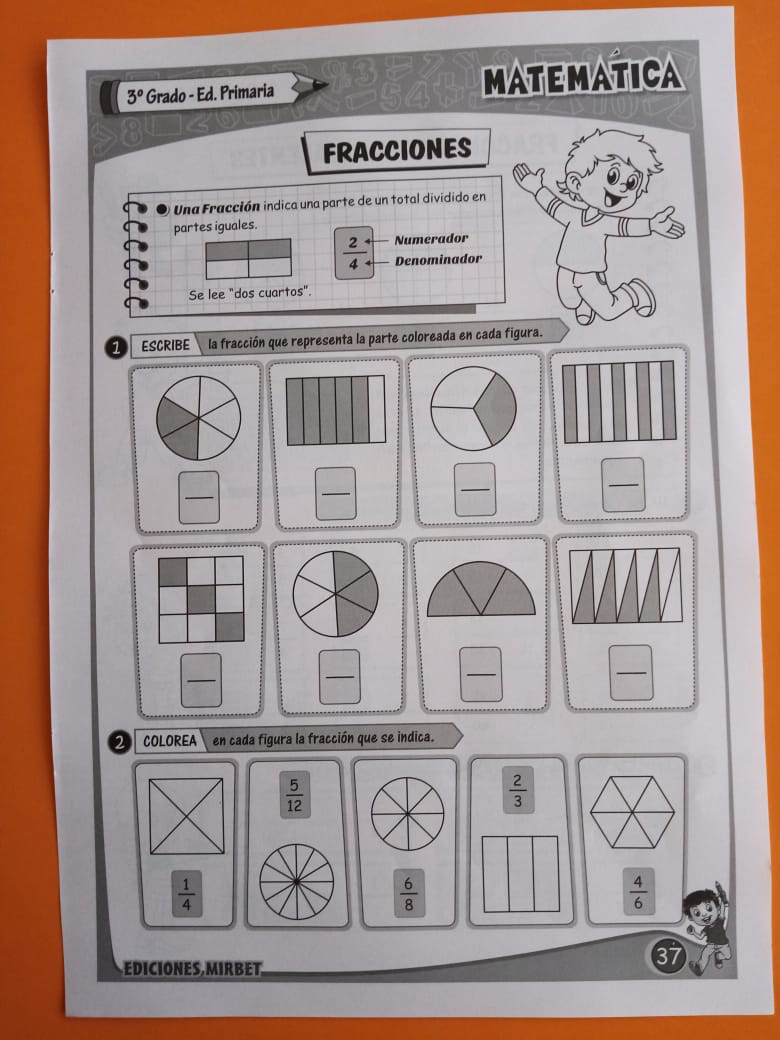 3º Grado - Ed. Primaria
MATEMÁTICA
FRACCIONES
Una Fracción indica una parte de un total dividido en
partes iguales.
2 Numerador
4 Denominador
Se lee "dos cuartos".
1 ESCRIBE la fracción que representa la parte coloreada en cada figura.
2 COLOREA en cada figura la fracción que se indica.
1
4
5
12
6
8
2
3
4
6
EDICIONES MIRBET
37